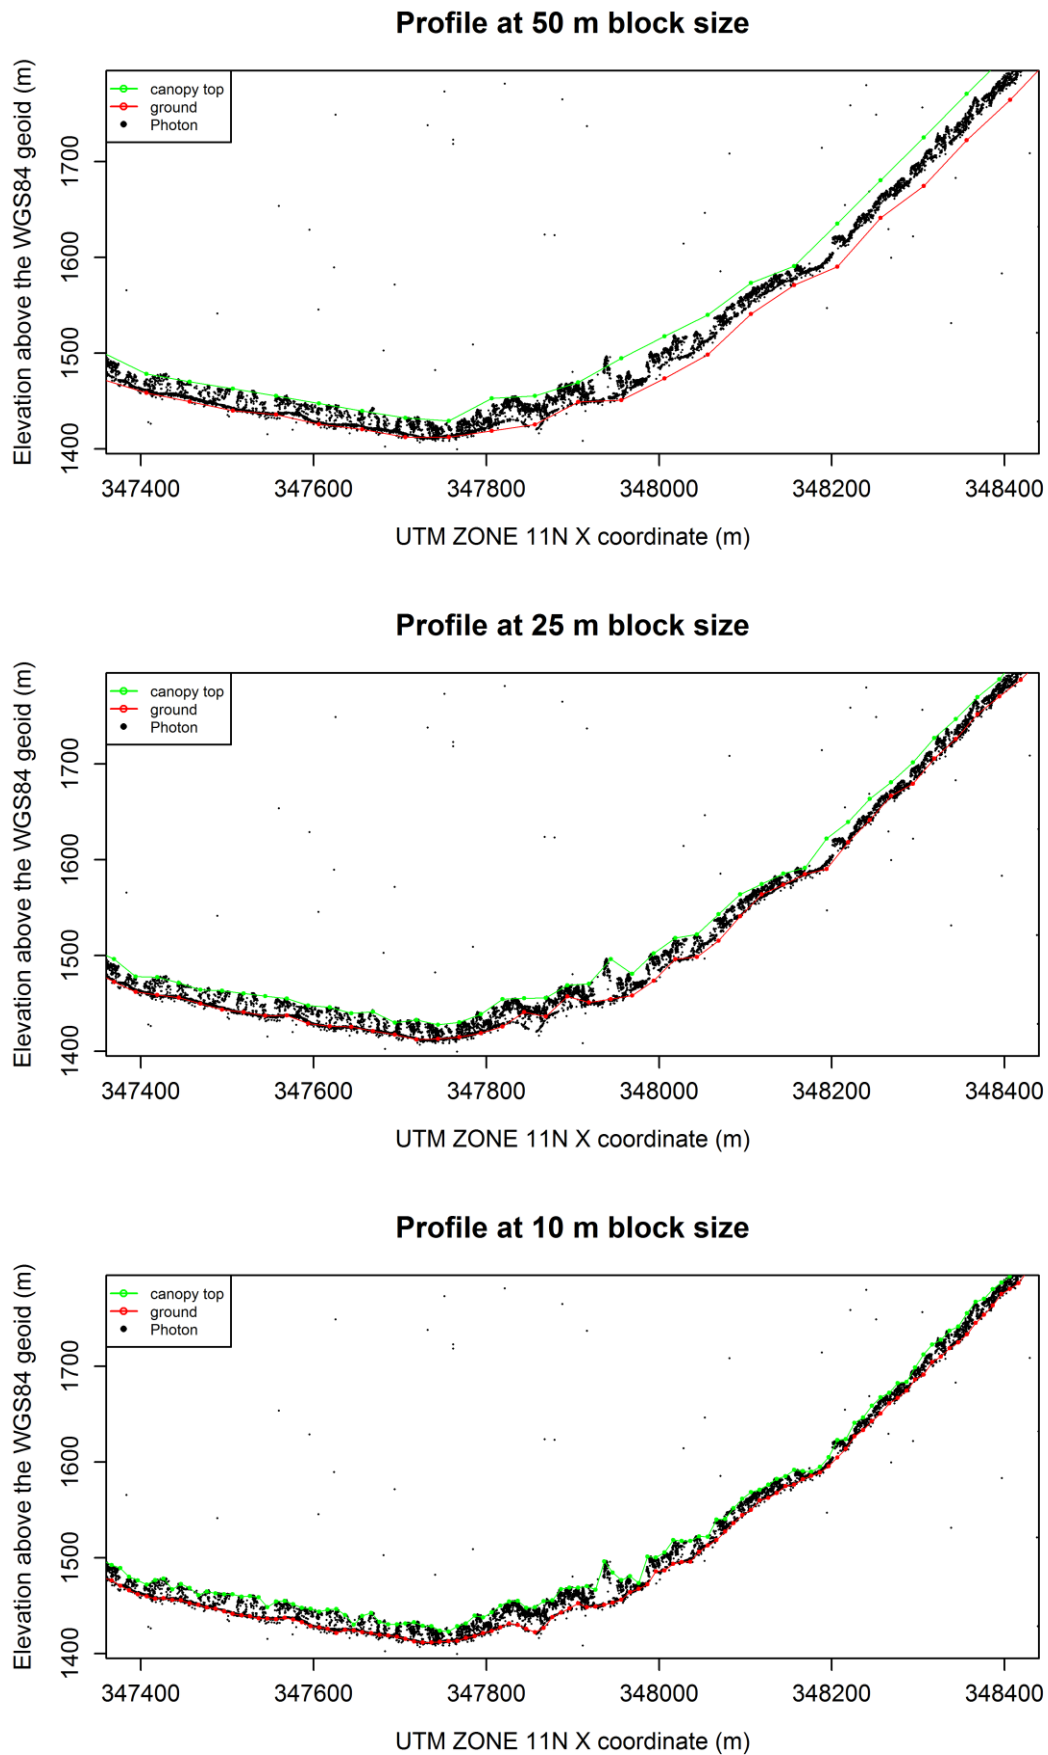 Profile at 50 m block size
canopy top
ground
Photon
Elevation above the WGS84 geoid (m)
1700
1600
1500
1400
347400 347600 347800 348000 348200 348400
UTM ZONE 11N X coordinate (m)
Profile at 25 m block size
canopy top
ground
Photon
Elevation above the WGS84 geoid (m)
1700
1600
1500
1400
347400 347600 347800 348000 348200 348400
UTM ZONE 11N X coordinate (m)
Profile at 10 m block size
canopy top
ground
Photon
Elevation above the WGS84 geoid (m)
1700
1600
1500
1400
347400 347600 347800 348000 348200 348400
UTM ZONE 11N X coordinate (m)